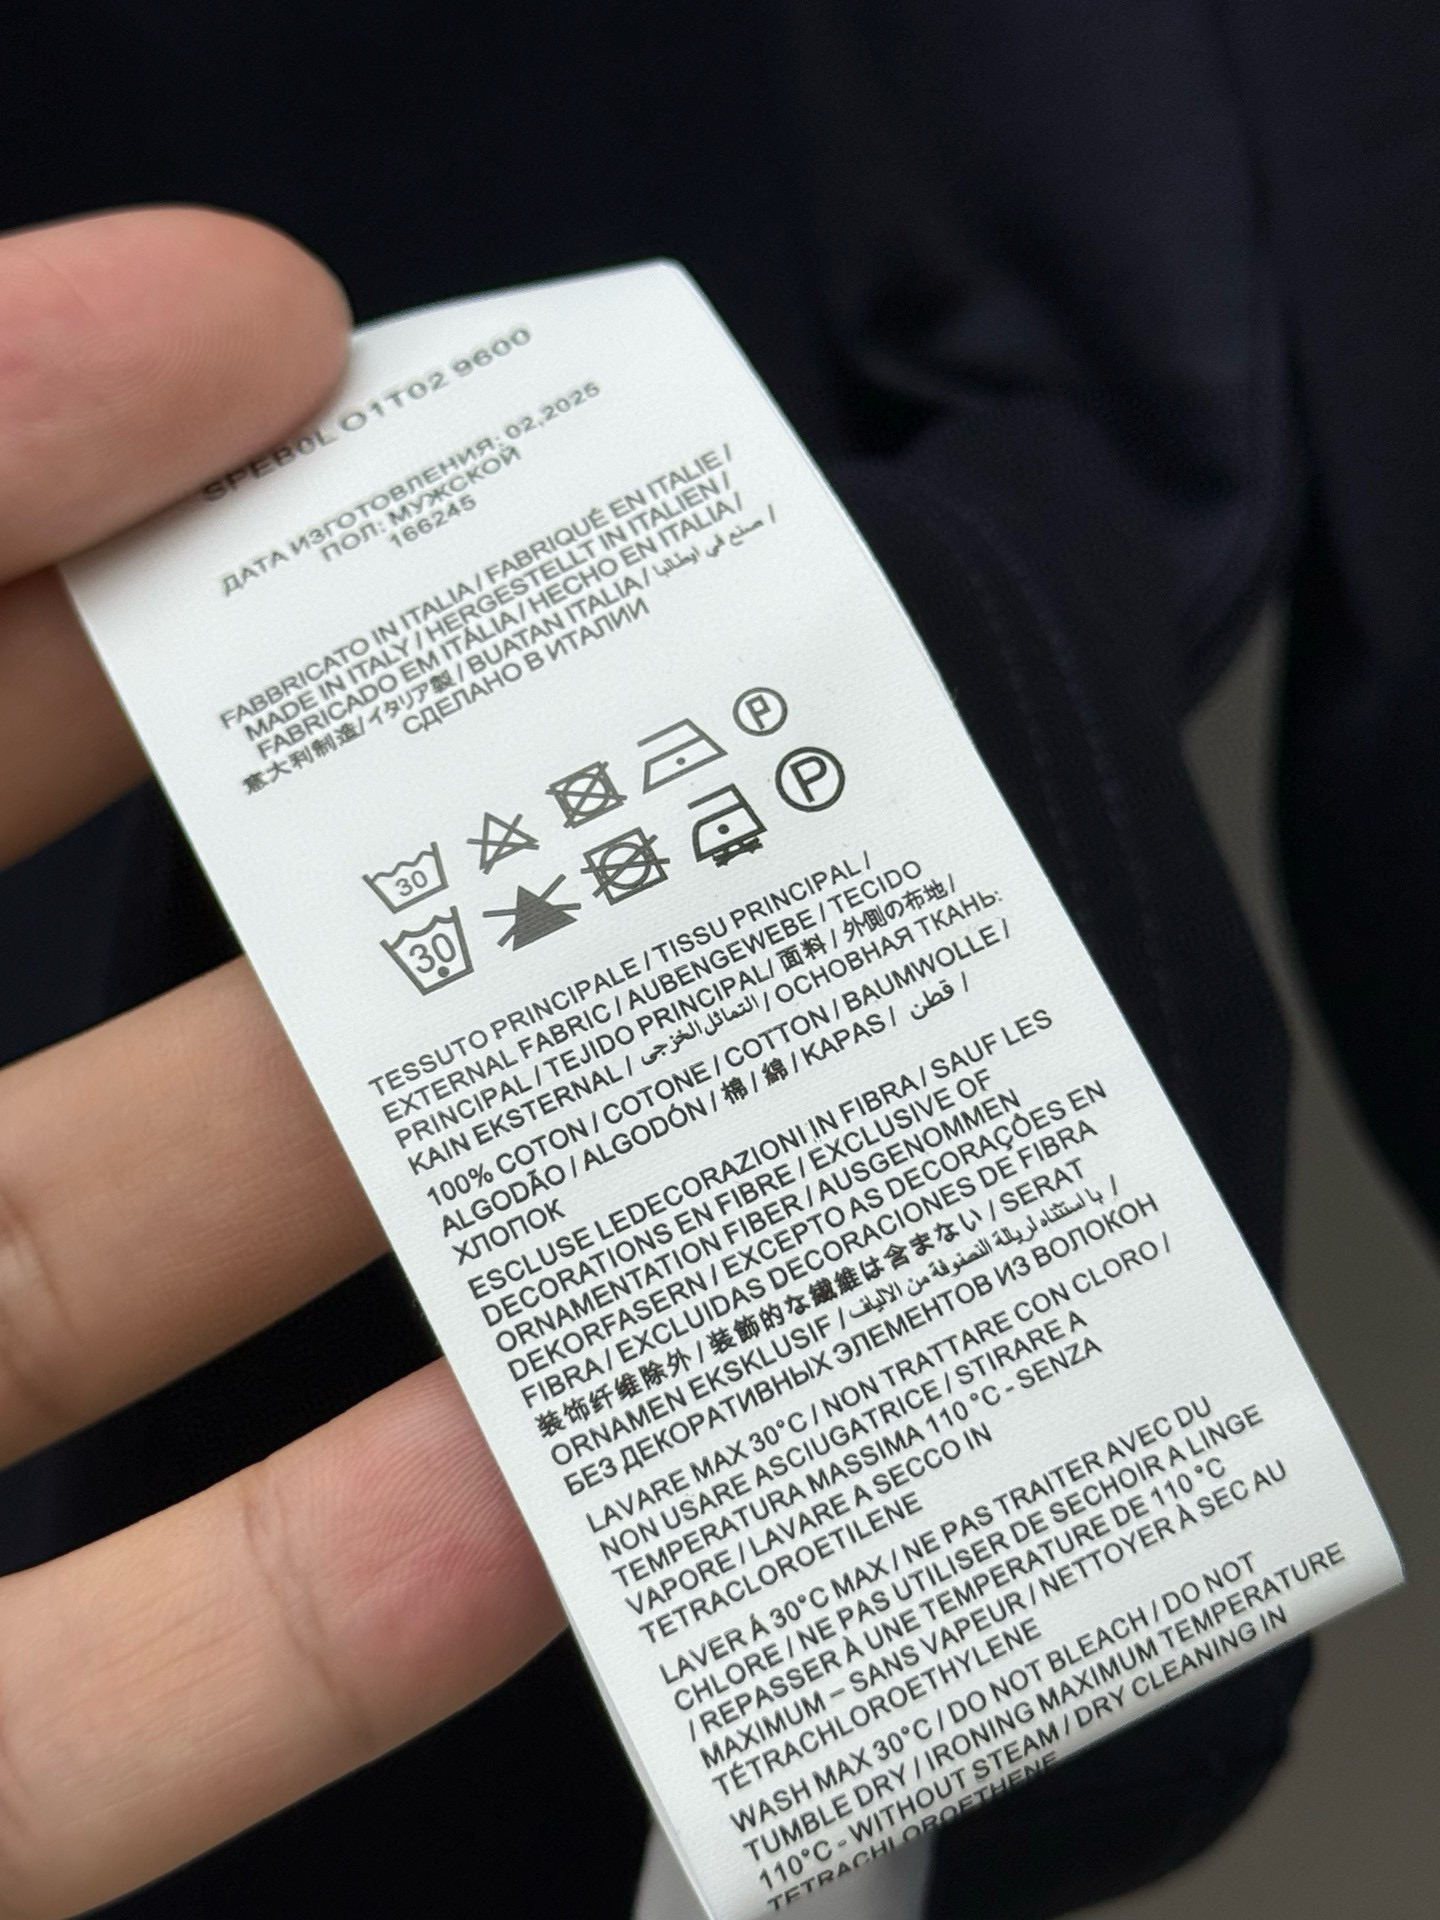 SPEB0L O1T02 9600
ДАТА ИЗГОТОВЛЕНИЯ: 02,2025
ПОЛ: МУЖСКОЙ
166245
FABBRICATO IN ITALIA / FABRIQUÉ EN ITALIE /
MADE IN ITALY / HERGESTELLT IN ITALIEN /
FABRICADO EM ITÁLIA / HECHO EN ITALIA /
意大利制造 / イタリア製 / BUATAN ITALIA / صنع في ايطاليا /
СДЕЛАНО В ИТАЛИИ
30 P
30 P
TESSUTO PRINCIPALE / TISSU PRINCIPAL /
EXTERNAL FABRIC / AUBENGEWEBE / TECIDO
PRINCIPAL / TEJIDO PRINCIPAL / 面料 / 外側の布地 /
KAIN EKSTERNAL / الخرجى / ОСНОВНАЯ ТКАНЬ:
100% COTON / COTONE / COTTON / BAUMWOLLE /
ALGODÃO / ALGODÓN / 棉 / 綿 / KAPAS / قطن /
ХЛОПОК
ESCLUSE LEDECORAZIONI IN FIBRA / SAUF LES
DECORATIONS EN FIBRE / EXCLUSIVE OF
ORNAMENTATION FIBER / AUSGENOMMEN
DEKORFASERN / EXCEPTO AS DECORAÇÕES EN
FIBRA / EXCLUIDAS DECORACIONES DE FIBRA
装饰纤维除外 / 装飾的な繊維は含まない / SERAT
ORNAMEN EKSKLUSIF / با ستثناء من الالياف /
БЕЗ ДЕКОРАТИВНЫХ ЭЛЕМЕНТОВ ИЗ ВОЛОКОН
LAVARE MAX 30°C / NON TRATTARE CON CLORO /
NON USARE ASCIUGATRICE / STIRARE A
TEMPERATURA MASSIMA 110 °C - SENZA
VAPORE / LAVARE A SECCO IN
TETRACLOROETILENE
LAVER Á 30°C MAX / NE PAS TRAITER AVEC DU
CHLORE / NE PAS UTILISER DE SECHOIR A LINGE
/ REPASSER À UNE TEMPERATURE DE 110 °C
MAXIMUM – SANS VAPEUR / NETTOYER À SEC AU
TÉTRACHLOROETHYLENE
WASH MAX 30°C / DO NOT BLEACH / DO NOT
TUMBLE DRY / IRONING MAXIMUM TEMPERATURE
110°C - WITHOUT STEAM / DRY CLEANING IN
TETRACHLOROETHENE